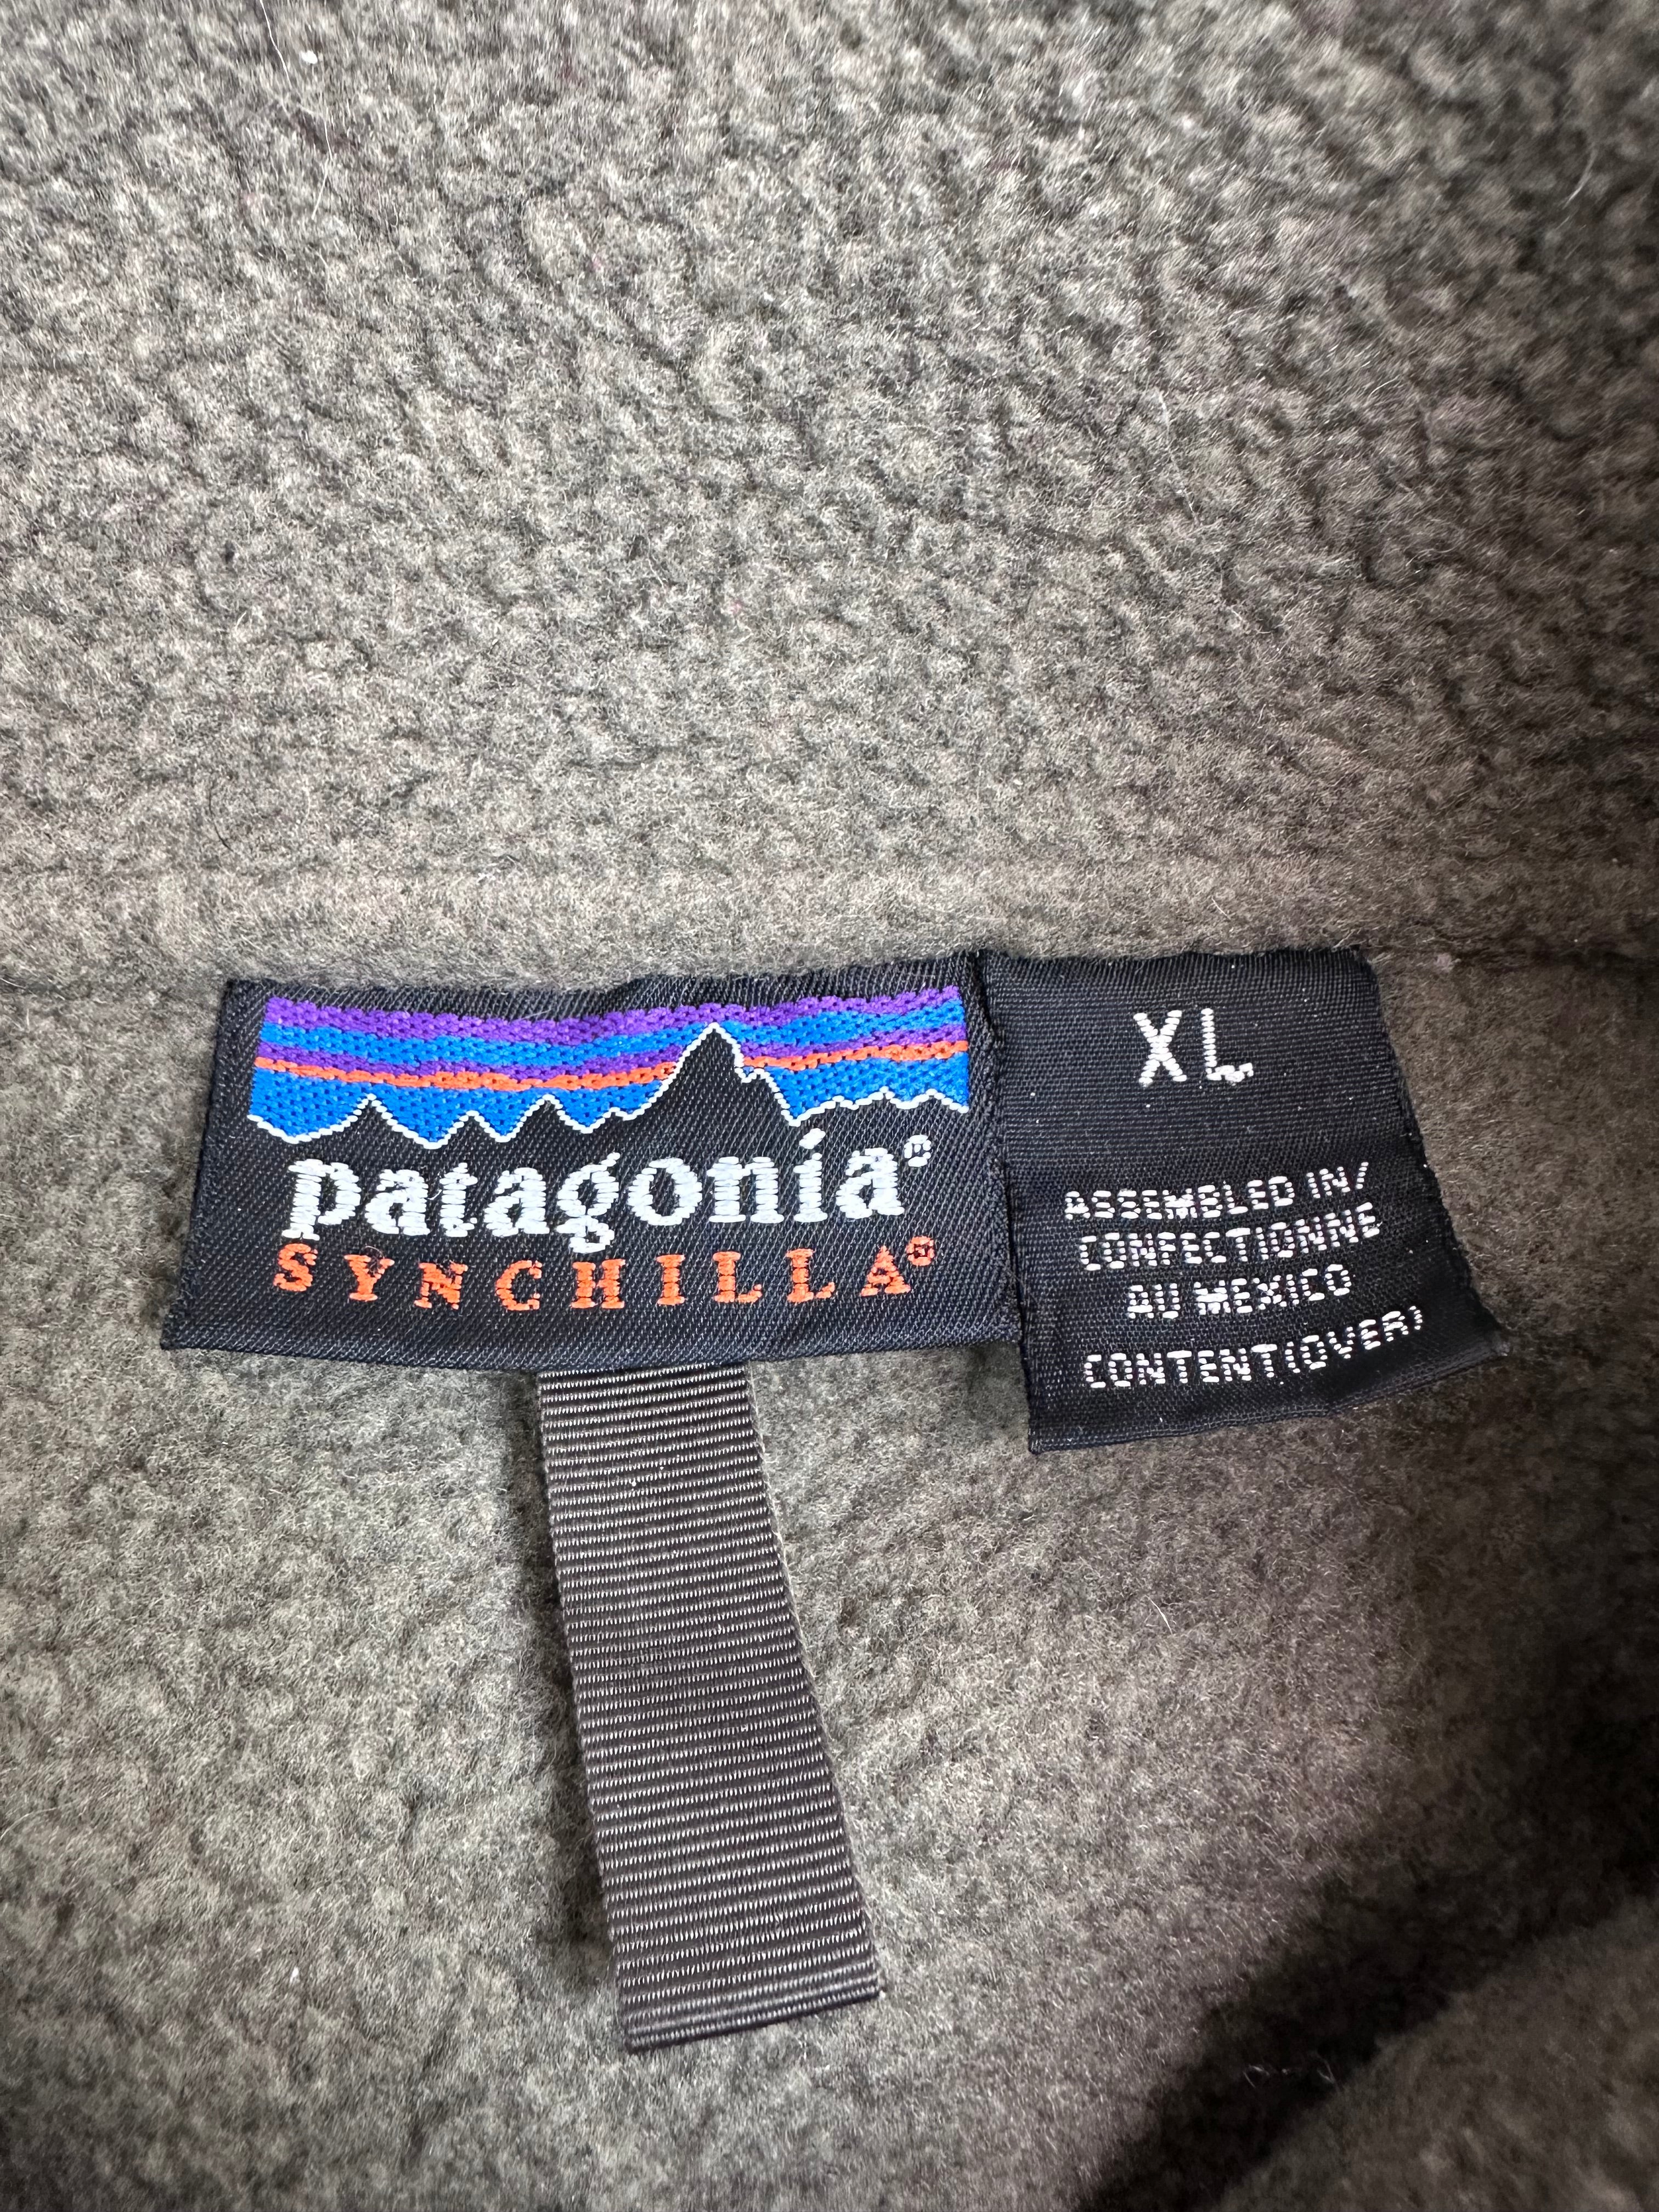 patagonia®
SYNCHILLA®
XL
ASSEMBLED IN/
CONFECTIONNE
AU MEXICO
CONTENT(OVER)